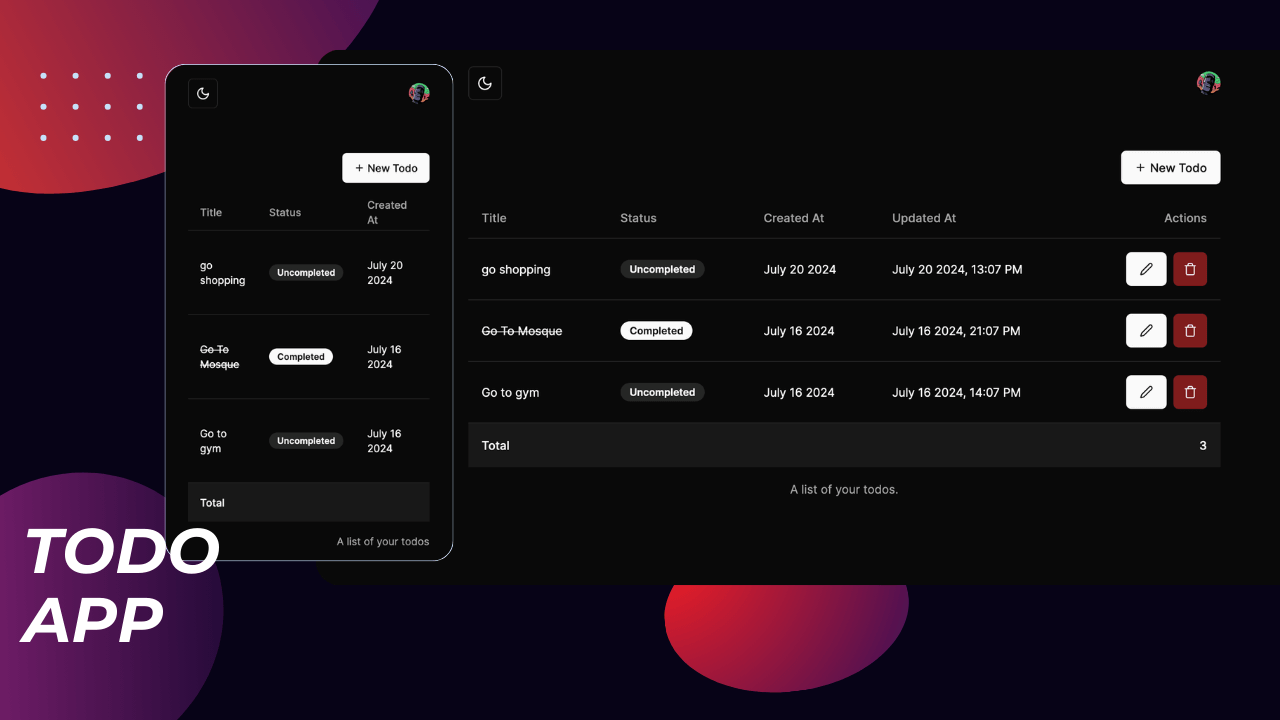 + New Todo
Title Status Created
At
go
shopping
Uncompleted
July 20
2024
Go To
Mosque
Completed
July 16
2024
Go to
gym
Uncompleted
July 16
2024
Total
A list of your todos
+ New Todo
Title Status Created At Updated At Actions
go shopping Uncompleted July 20 2024 July 20 2024, 13:07 PM
Go To Mosque Completed July 16 2024 July 16 2024, 21:07 PM
Go to gym Uncompleted July 16 2024 July 16 2024, 14:07 PM
Total 3
A list of your todos.
TODO
APP